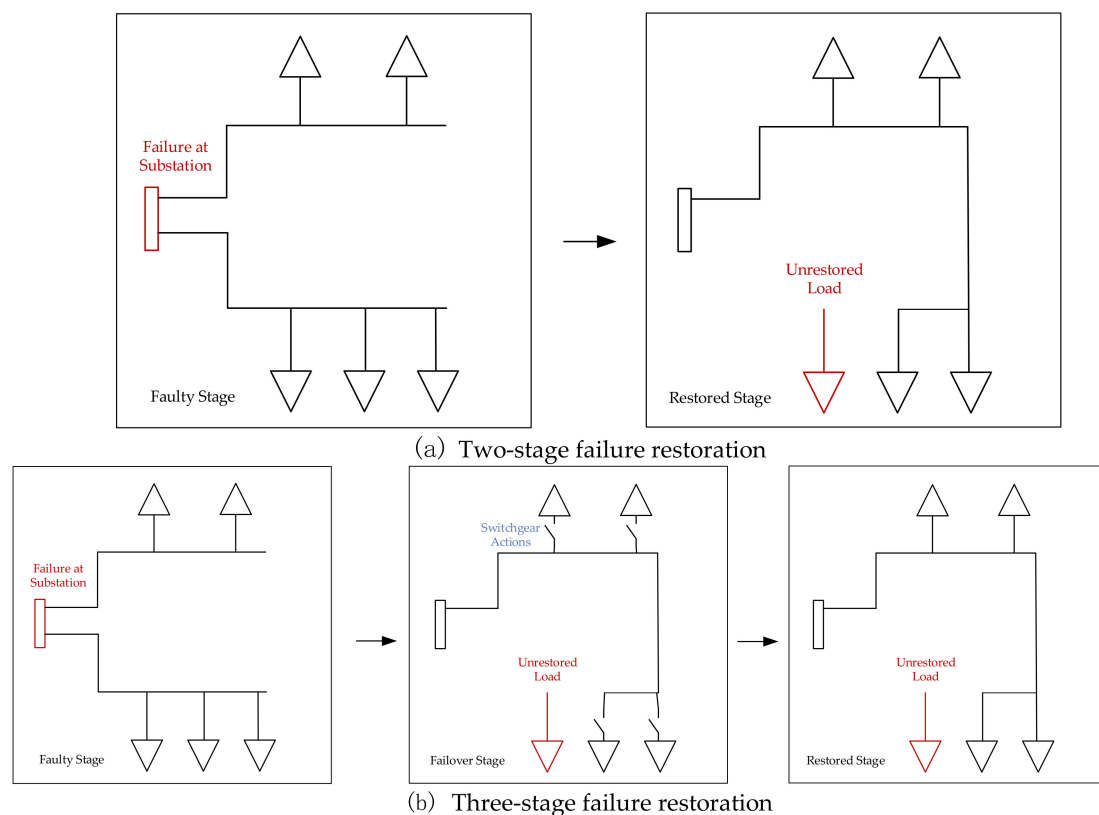 Failure at
Substation
Faulty Stage
Unrestored
Load
Restored Stage
(a) Two-stage failure restoration
Failure at
Substation
Faulty Stage
Switchgear
Actions
Unrestored
Load
Failover Stage
Unrestored
Load
Restored Stage
(b) Three-stage failure restoration